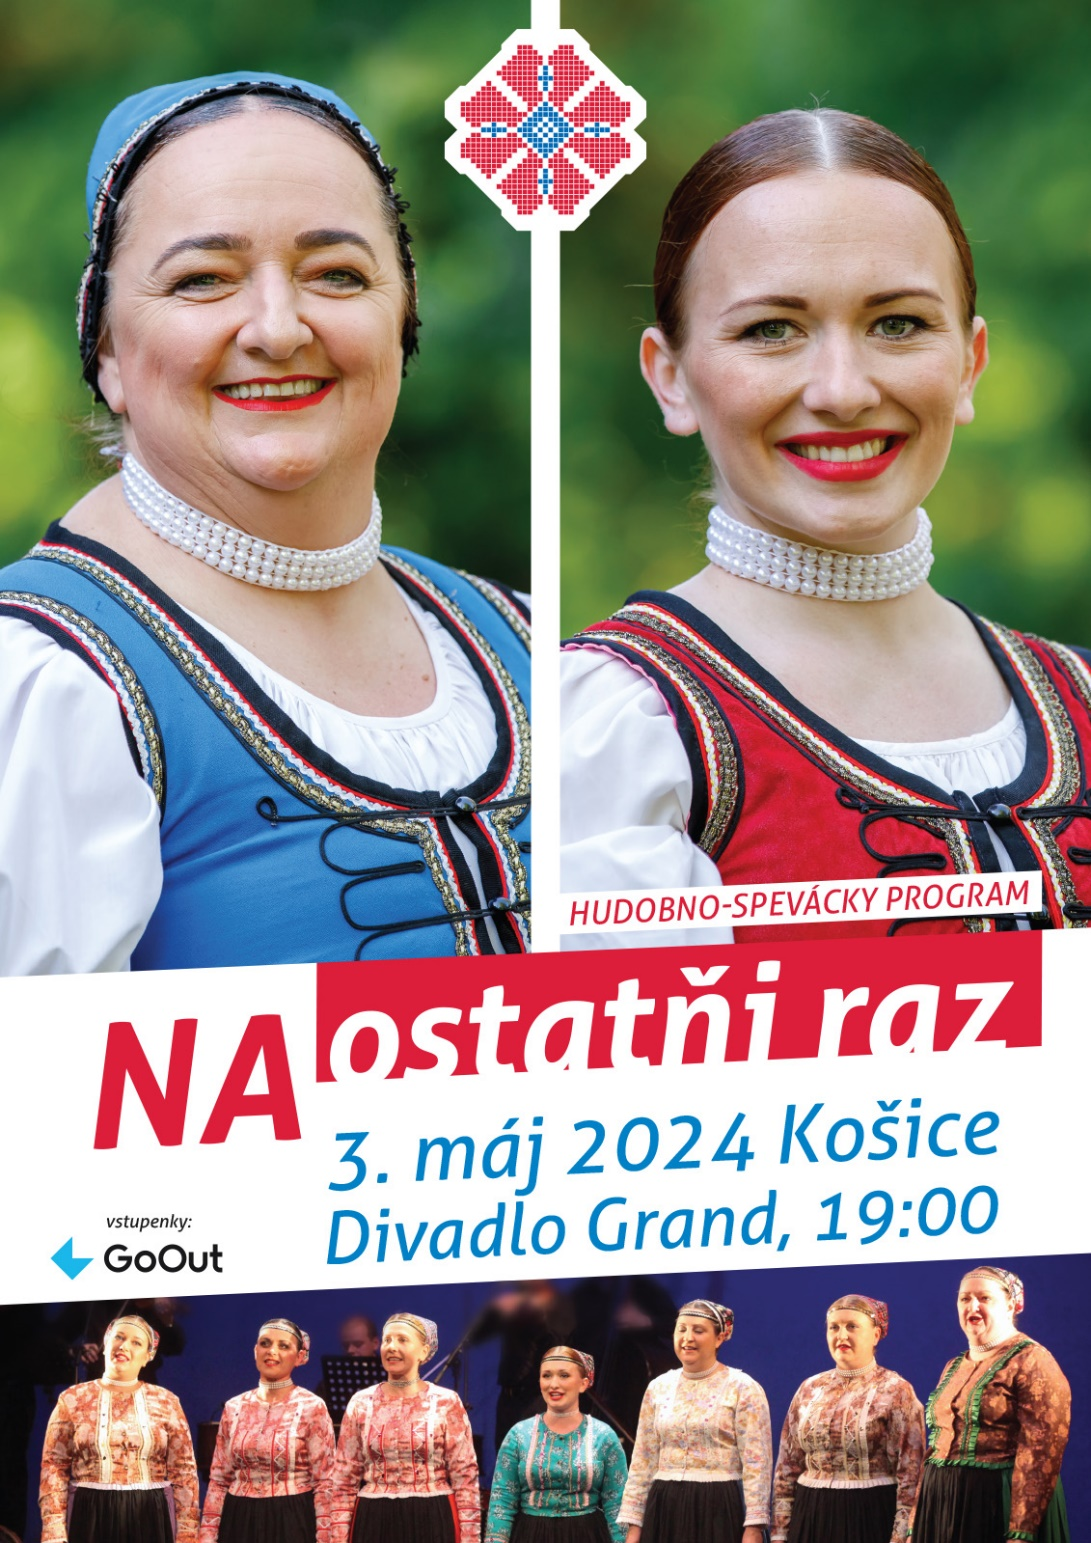 HUDOBNO-SPEVÁCKY PROGRAM
NA ostatňi raz
3. máj 2024 Košice
Divadlo Grand, 19:00
vstupenky:
GoOut